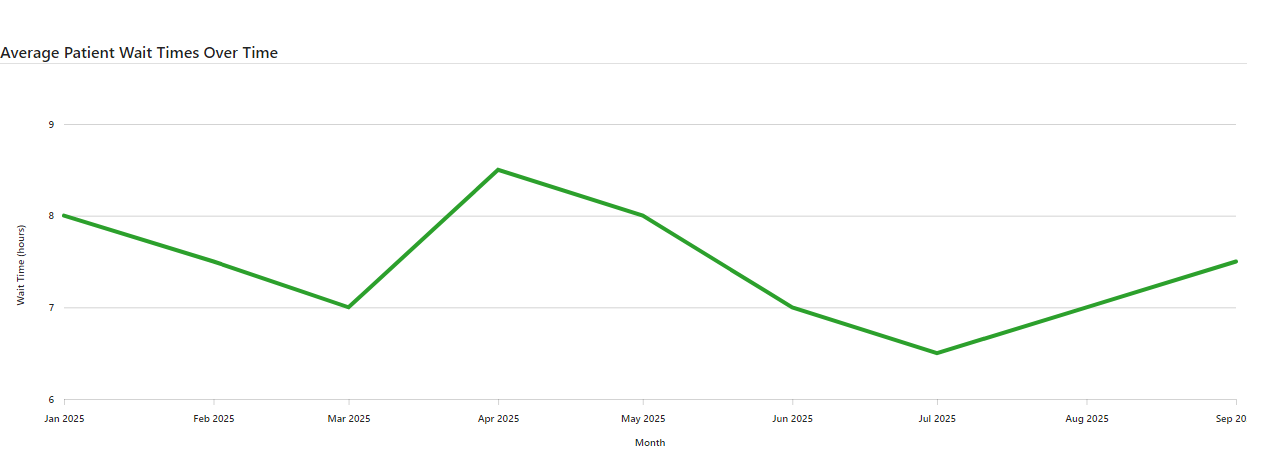 Average Patient Wait Times Over Time
9
8
7
6
Wait Time (hours)
Jan 2025 Feb 2025 Mar 2025 Apr 2025 May 2025 Jun 2025 Jul 2025 Aug 2025 Sep 20
Month